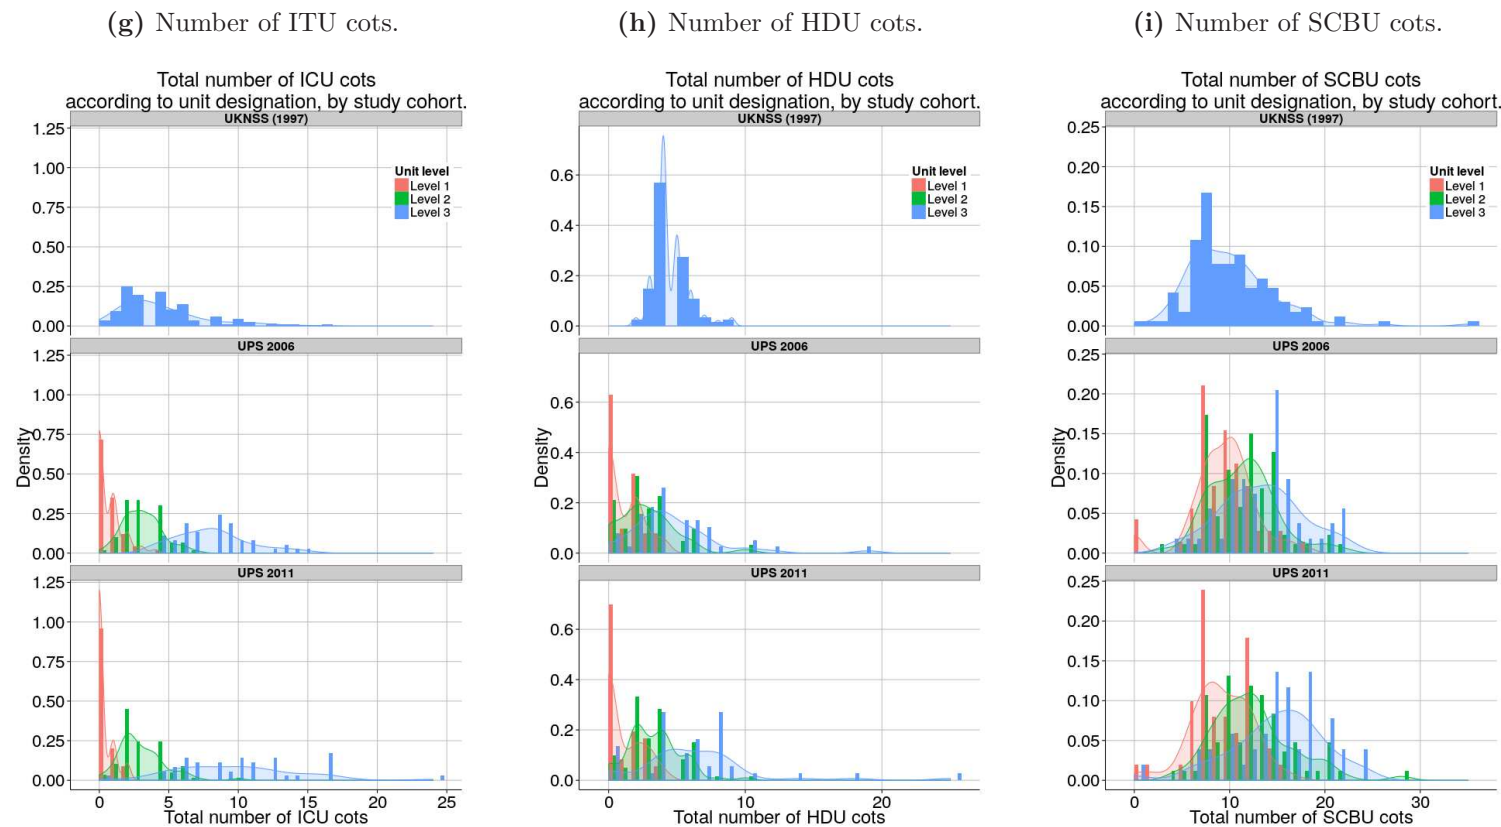 (g) Number of ITU cots.
Total number of ICU cots
according to unit designation, by study cohort.
UKNSS (1997)
1.25
1.00
0.75
0.50
0.25
0.00
Unit level
Level 1
Level 2
Level 3
UPS 2006
1.25
1.00
0.75
0.50
0.25
0.00
Density
UPS 2011
1.25
1.00
0.75
0.50
0.25
0.00
0 5 10 15 20 25
Total number of ICU cots
(h) Number of HDU cots.
Total number of HDU cots
according to unit designation, by study cohort.
UKNSS (1997)
0.6
0.4
0.2
0.0
Unit level
Level 1
Level 2
Level 3
UPS 2006
0.6
0.4
0.2
0.0
Density
UPS 2011
0.6
0.4
0.2
0.0
0 10 20
Total number of HDU cots
(i) Number of SCBU cots.
Total number of SCBU cots
according to unit designation, by study cohort.
UKNSS (1997)
0.25
0.20
0.15
0.10
0.05
0.00
Unit level
Level 1
Level 2
Level 3
UPS 2006
0.25
0.20
0.15
0.10
0.05
0.00
Density
UPS 2011
0.25
0.20
0.15
0.10
0.05
0.00
0 10 20 30
Total number of SCBU cots